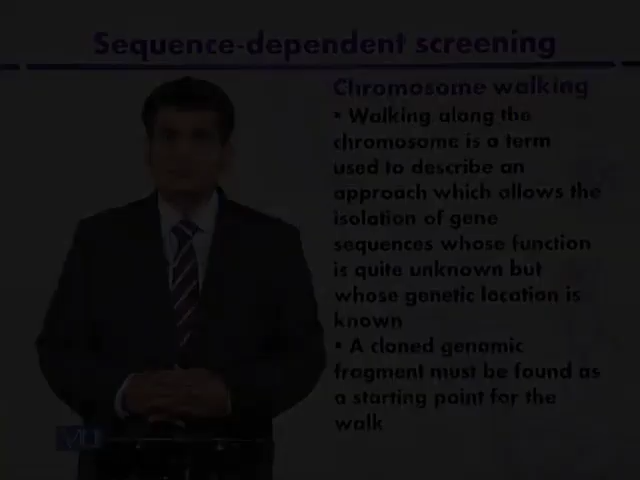 Sequence-dependent screening
Chromosome walking
• Walking along the
chromosome is a term
used to describe an
approach which allows the
isolation of gene
sequences whose function
is quite unknown but
whose genetic location is
known
• A cloned genomic
fragment must be found as
a starting point for the
walk
VU